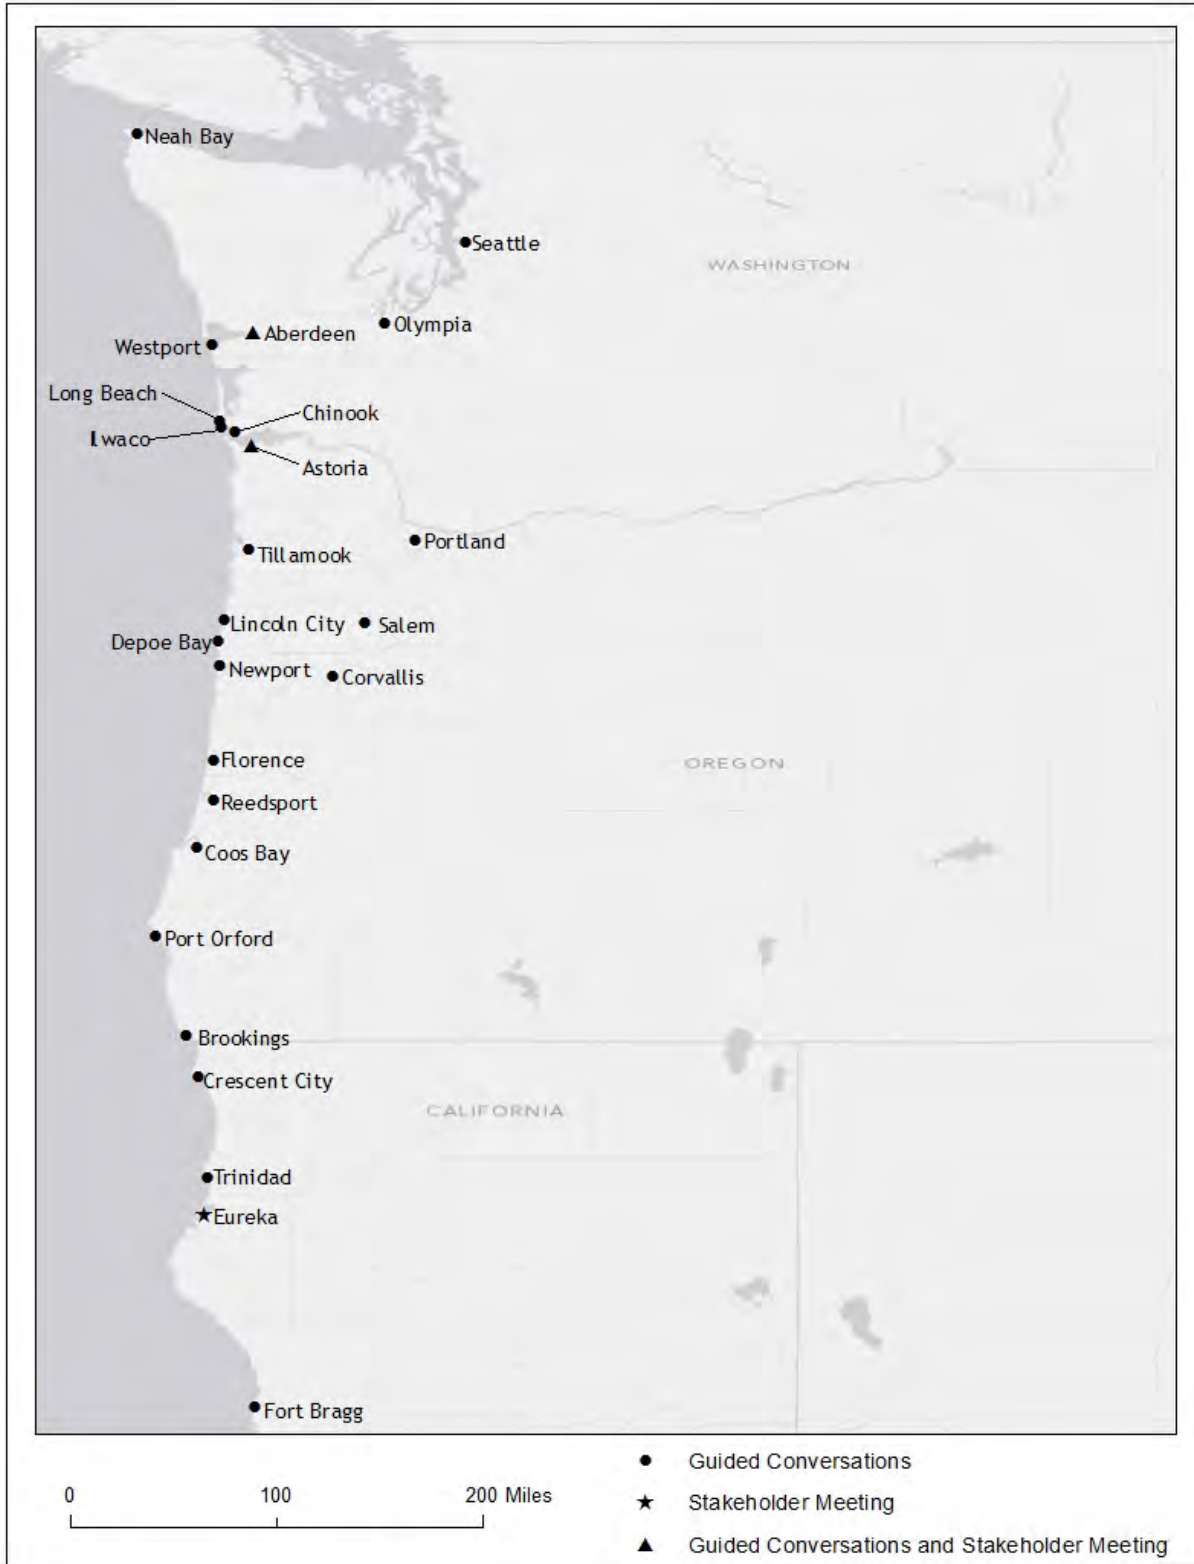 Neah Bay
Seattle
WASHINGTON
Olympia
Aberdeen
Westport
Long Beach
Chinook
Ilwaco
Astoria
Portland
Tillamook
Lincoln City
Salem
Depoe Bay
Newport
Corvallis
Florence
OREGON
Reedsport
Coos Bay
Port Orford
Brookings
Crescent City
CALIFORNIA
Trinidad
Eureka
Fort Bragg
0 100 200 Miles
Guided Conversations
Stakeholder Meeting
Guided Conversations and Stakeholder Meeting